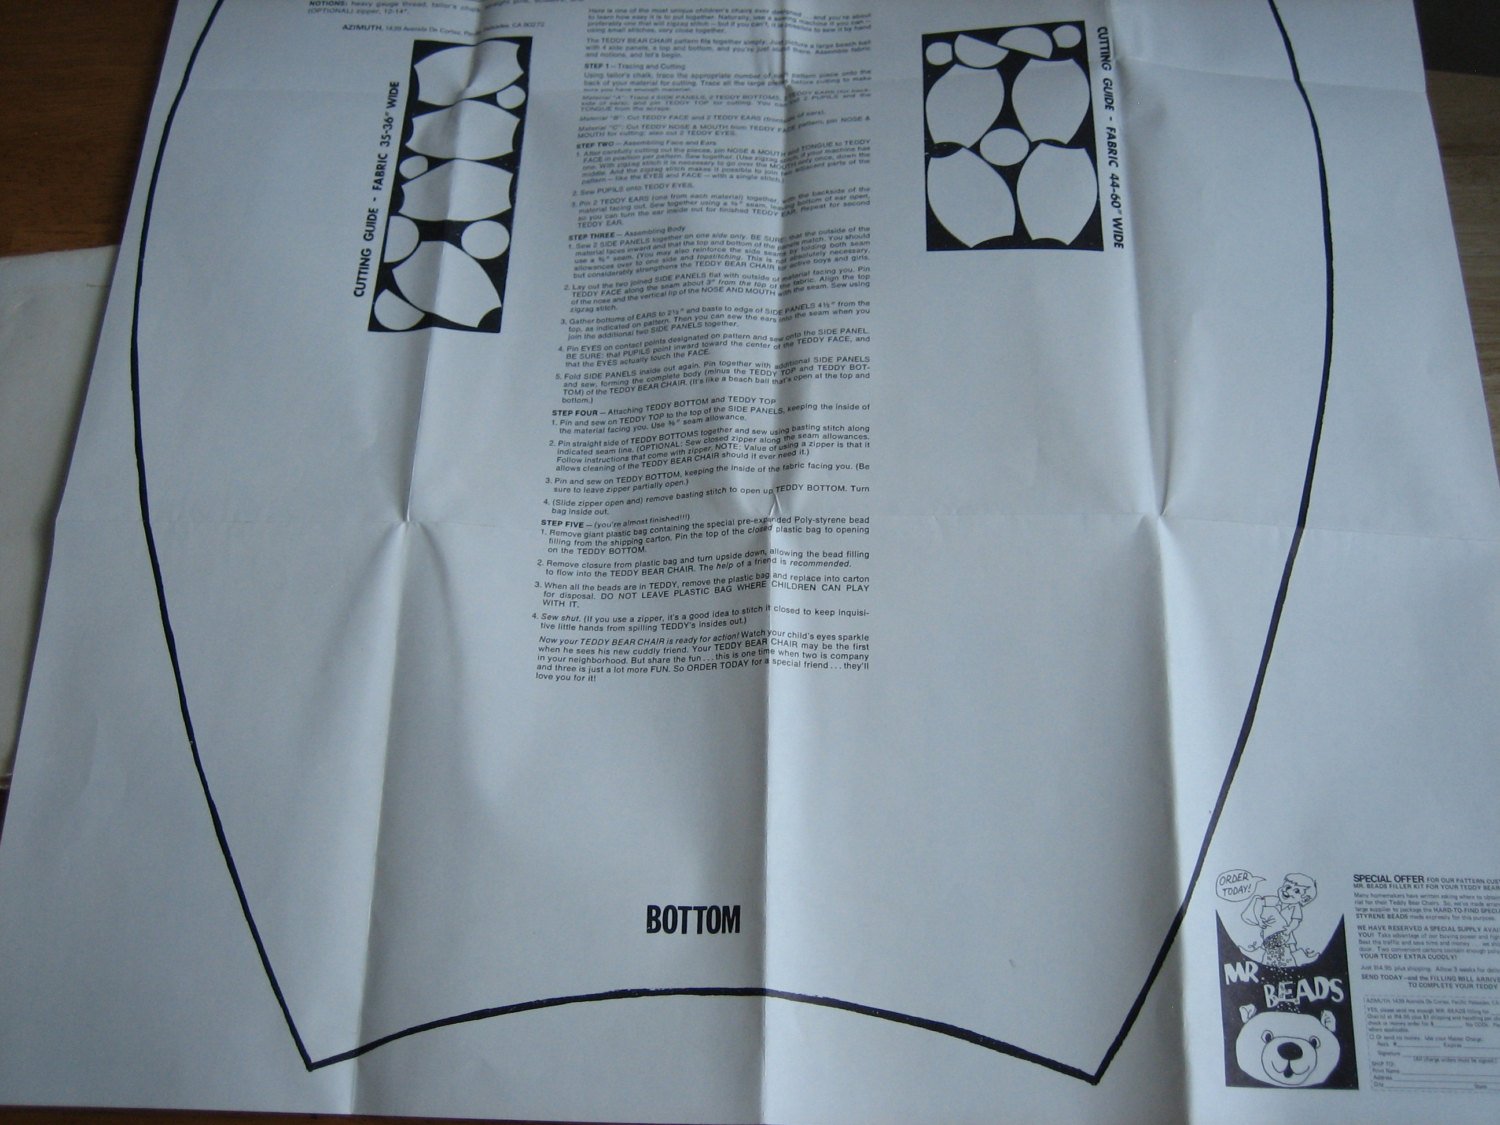 NOTIONS: heavy gauge thread, tailor's
(OPTIONAL) zipper, 12-14".
AZIMUTH, 1439 Avenida De Cortez, CA 90272
CUTTING GUIDE - FABRIC 35-36" WIDE
Here is one of the most unique children's chairs ever designed and you're about
to learn how easy it is to put together. Naturally, use a sewing machine if you can —
preferably one that will zigzag stitch — but if you can't, it is possible to sew it by hand
using small stitches, very close together.
The TEDDY BEAR CHAIR pattern fits together simply. Just picture a large beach ball
with 4 side panels, a top and bottom, and you're just there. Assemble fabric
and notions, and let's begin.
STEP 1 — Tracing and Cutting
Using tailor's chalk, trace the appropriate number of each pattern piece onto the
back of your material for cutting. Trace all the large pieces before cutting to make
sure you have enough material.
Material "A": Trace 4 SIDE PANELS, 2 TEDDY BOTTOMS, TEDDY EARS (for back-
side of ears), and pin TEDDY TOP for cutting. You can cut 2 PUPILS and the
TONGUE from the scraps.
Material "B": Cut TEDDY FACE and 2 TEDDY EARS (front of ears).
Material "C": Cut TEDDY NOSE & MOUTH from TEDDY FACE pattern, pin NOSE &
MOUTH for cutting; also cut 2 TEDDY EYES.
STEP TWO — Assembling Face and Ears
1. After carefully cutting out the pieces, pin NOSE & MOUTH and TONGUE to TEDDY
FACE in position per pattern. Sew together. (Use zigzag stitch, if your machine has
one. With zigzag stitch it is necessary to go over the MOUTH only once, down the
middle. And the zigzag stitch makes it possible to join two adjacent parts of the
pattern — like the EYES and FACE — with a single stitch.)
2. Sew PUPILS onto TEDDY EYES.
3. Pin 2 TEDDY EARS (one from each material) together, with the backside of the
material facing out. Sew together using a ⅜" seam, leaving bottom of ear open,
so you can turn the ear inside out for finished TEDDY EAR. Repeat for second
TEDDY EAR.
STEP THREE — Assembling Body
1. Sew 2 SIDE PANELS together on one side only. BE SURE: that the outside of the
material faces inward and that the top and bottom of the panels match. You should
use a ⅜" seam. (You may also reinforce the side seams by folding both seam
allowances over to one side and topstitching. This is not absolutely necessary,
but considerably strengthens the TEDDY BEAR CHAIR for active boys and girls.
2. Lay out the two joined SIDE PANELS flat with outside of material facing you. Pin
TEDDY FACE along the seam about 3" from the top of the fabric. Align the top
of the nose and the vertical lip of the NOSE AND MOUTH with the seam. Sew using
zigzag stitch.
3. Gather bottoms of EARS to 2½" and baste to edge of SIDE PANELS 4½" from the
top, as indicated on pattern. Then you can sew the ears into the seam when you
join the additional two SIDE PANELS together.
4. Pin EYES on contact points designated on pattern and sew onto the SIDE PANEL.
BE SURE: that PUPILS point inward toward the center of the TEDDY FACE, and
that the EYES actually touch the FACE.
5. Fold SIDE PANELS inside out again. Pin together with additional SIDE PANELS
and sew, forming the complete body (minus the TEDDY TOP and TEDDY BOT-
TOM) of the TEDDY BEAR CHAIR. (It's like a beach ball that's open at the top and
bottom.)
STEP FOUR — Attaching TEDDY BOTTOM and TEDDY TOP
1. Pin and sew on TEDDY TOP to the top of the SIDE PANELS, keeping the inside of
the material facing you. Use ⅜" seam allowance.
2. Pin straight side of TEDDY BOTTOMS together and sew using basting stitch along
indicated seam line. (OPTIONAL: Sew closed zipper along the seam allowances.
Follow instructions that come with zipper. NOTE: Value of using a zipper is that it
allows cleaning of the TEDDY BEAR CHAIR should it ever need it.)
3. Pin and sew on TEDDY BOTTOM, keeping the inside of the fabric facing you. (Be
sure to leave zipper partially open.)
4. (Slide zipper open and) remove basting stitch to open up TEDDY BOTTOM. Turn
bag inside out.
STEP FIVE — (you're almost finished!!!)
1. Remove giant plastic bag containing the special pre-expanded Poly-styrene bead
filling from the shipping carton. Pin the top of the closed plastic bag to opening
on the TEDDY BOTTOM.
2. Remove closure from plastic bag and turn upside down, allowing the bead filling
to flow into the TEDDY BEAR CHAIR. The help of a friend is recommended.
3. When all the beads are in TEDDY, remove the plastic bag and replace into carton
for disposal. DO NOT LEAVE PLASTIC BAG WHERE CHILDREN CAN PLAY
WITH IT.
4. Sew shut. (If you use a zipper, it's a good idea to stitch it closed to keep inquisi-
tive little hands from spilling TEDDY's insides out.)
Now your TEDDY BEAR CHAIR is ready for action! Watch your child's eyes sparkle
when he sees his new cuddly friend. Your TEDDY BEAR CHAIR may be the first
in your neighborhood. But share the fun . . . this is one time when two is company
and three is just a lot more FUN. So ORDER TODAY for a special friend . . . they'll
love you for it!
CUTTING GUIDE - FABRIC 44-60" WIDE
BOTTOM
ORDER
TODAY!
MR.
BEADS
SPECIAL OFFER FOR OUR PATTERN
MR. BEADS FILLER KIT FOR YOUR TEDDY
Many homemakers have written asking where to
rial for their Teddy Bear Chairs. So, we've made
large supplier to package the HARD-TO-FIND
STYRENE BEADS made expressly for this purpose.
WE HAVE RESERVED A SPECIAL SUPPLY
YOU! Take advantage of our buying power and
Beat the traffic and save time and money
door. Two convenient cartons contain enough
YOUR TEDDY EXTRA CUDDLY!
Just $14.95 plus shipping. Allow 3 weeks for
SEND TODAY—and the FILLING WILL
TO COMPLETE YOUR TEDDY
AZIMUTH, 1439 Avenida De Cortez, Pacific Palisades, CA
YES, please send me enough MR. BEADS filling for
Or send no money. Use your Master Charge.
Acct. # Expires
Signature
(All charge orders must be signed.)
SHIP TO:
Print Name
Address
City State